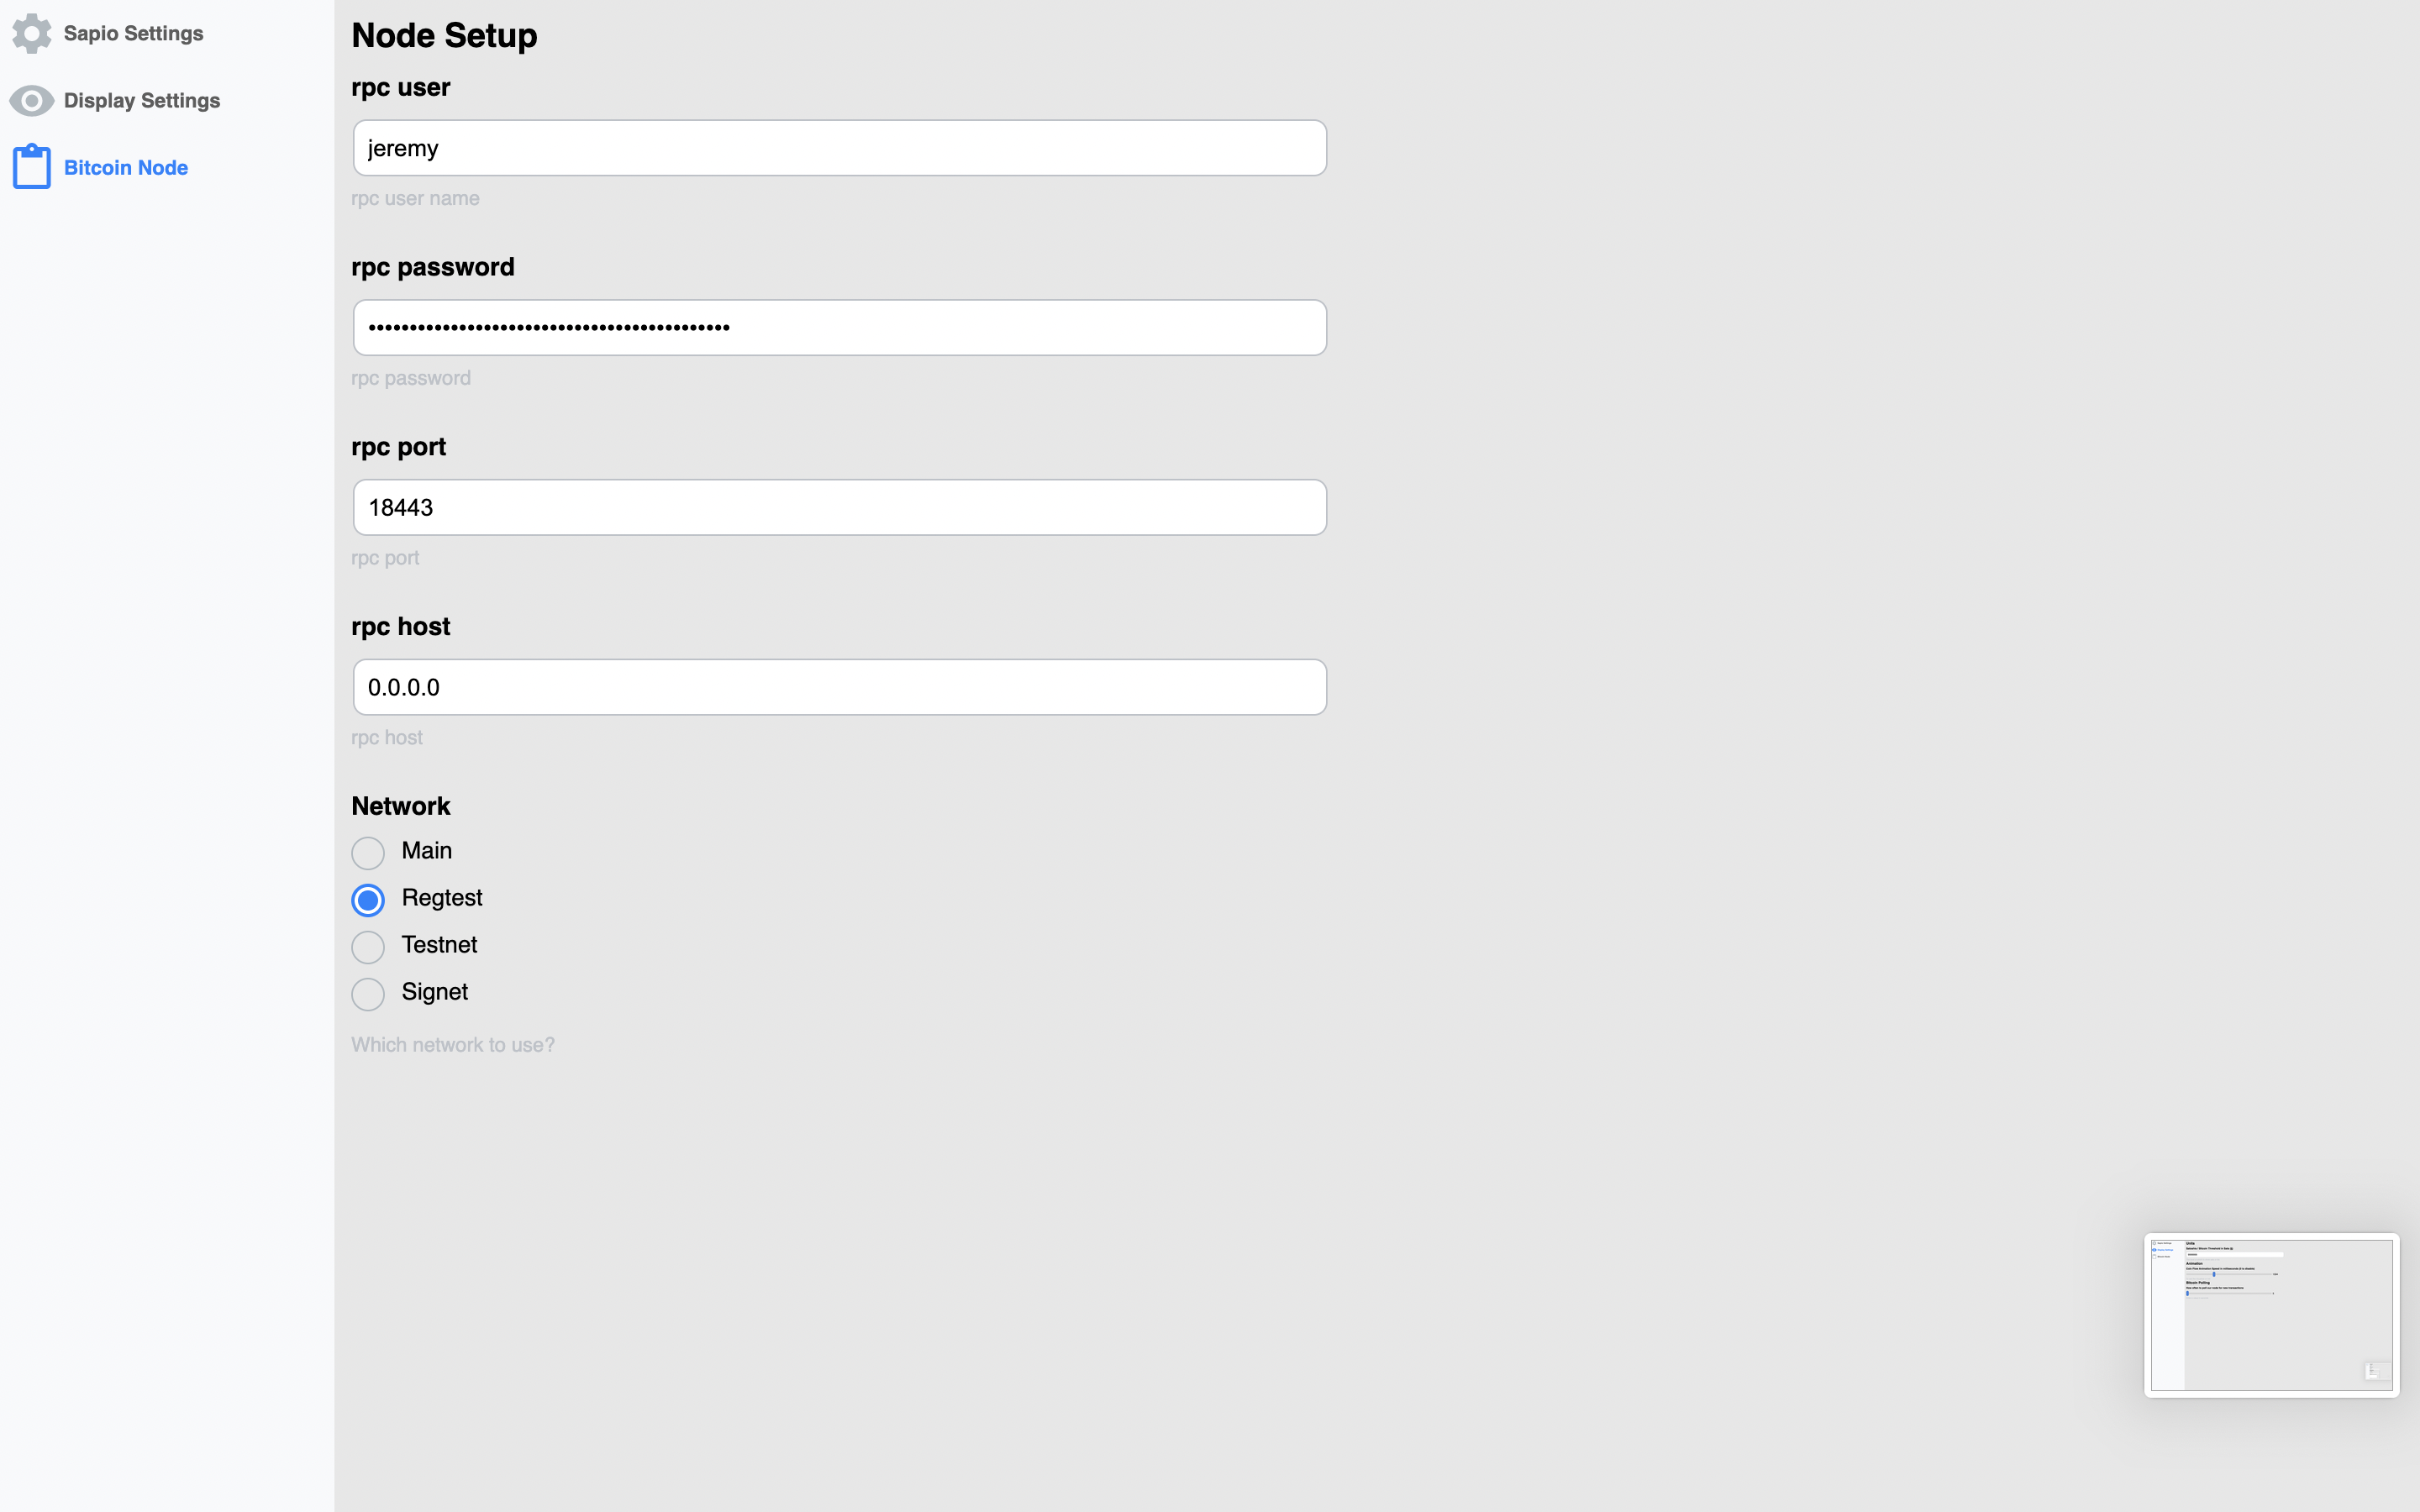 Sapio Settings
Display Settings
Bitcoin Node
Node Setup
rpc user
jeremy
rpc user name
rpc password
••••••••••••••••••••••••••••••••••••••••••••
rpc password
rpc port
18443
rpc port
rpc host
0.0.0.0
rpc host
Network
Main
Regtest
Testnet
Signet
Which network to use?